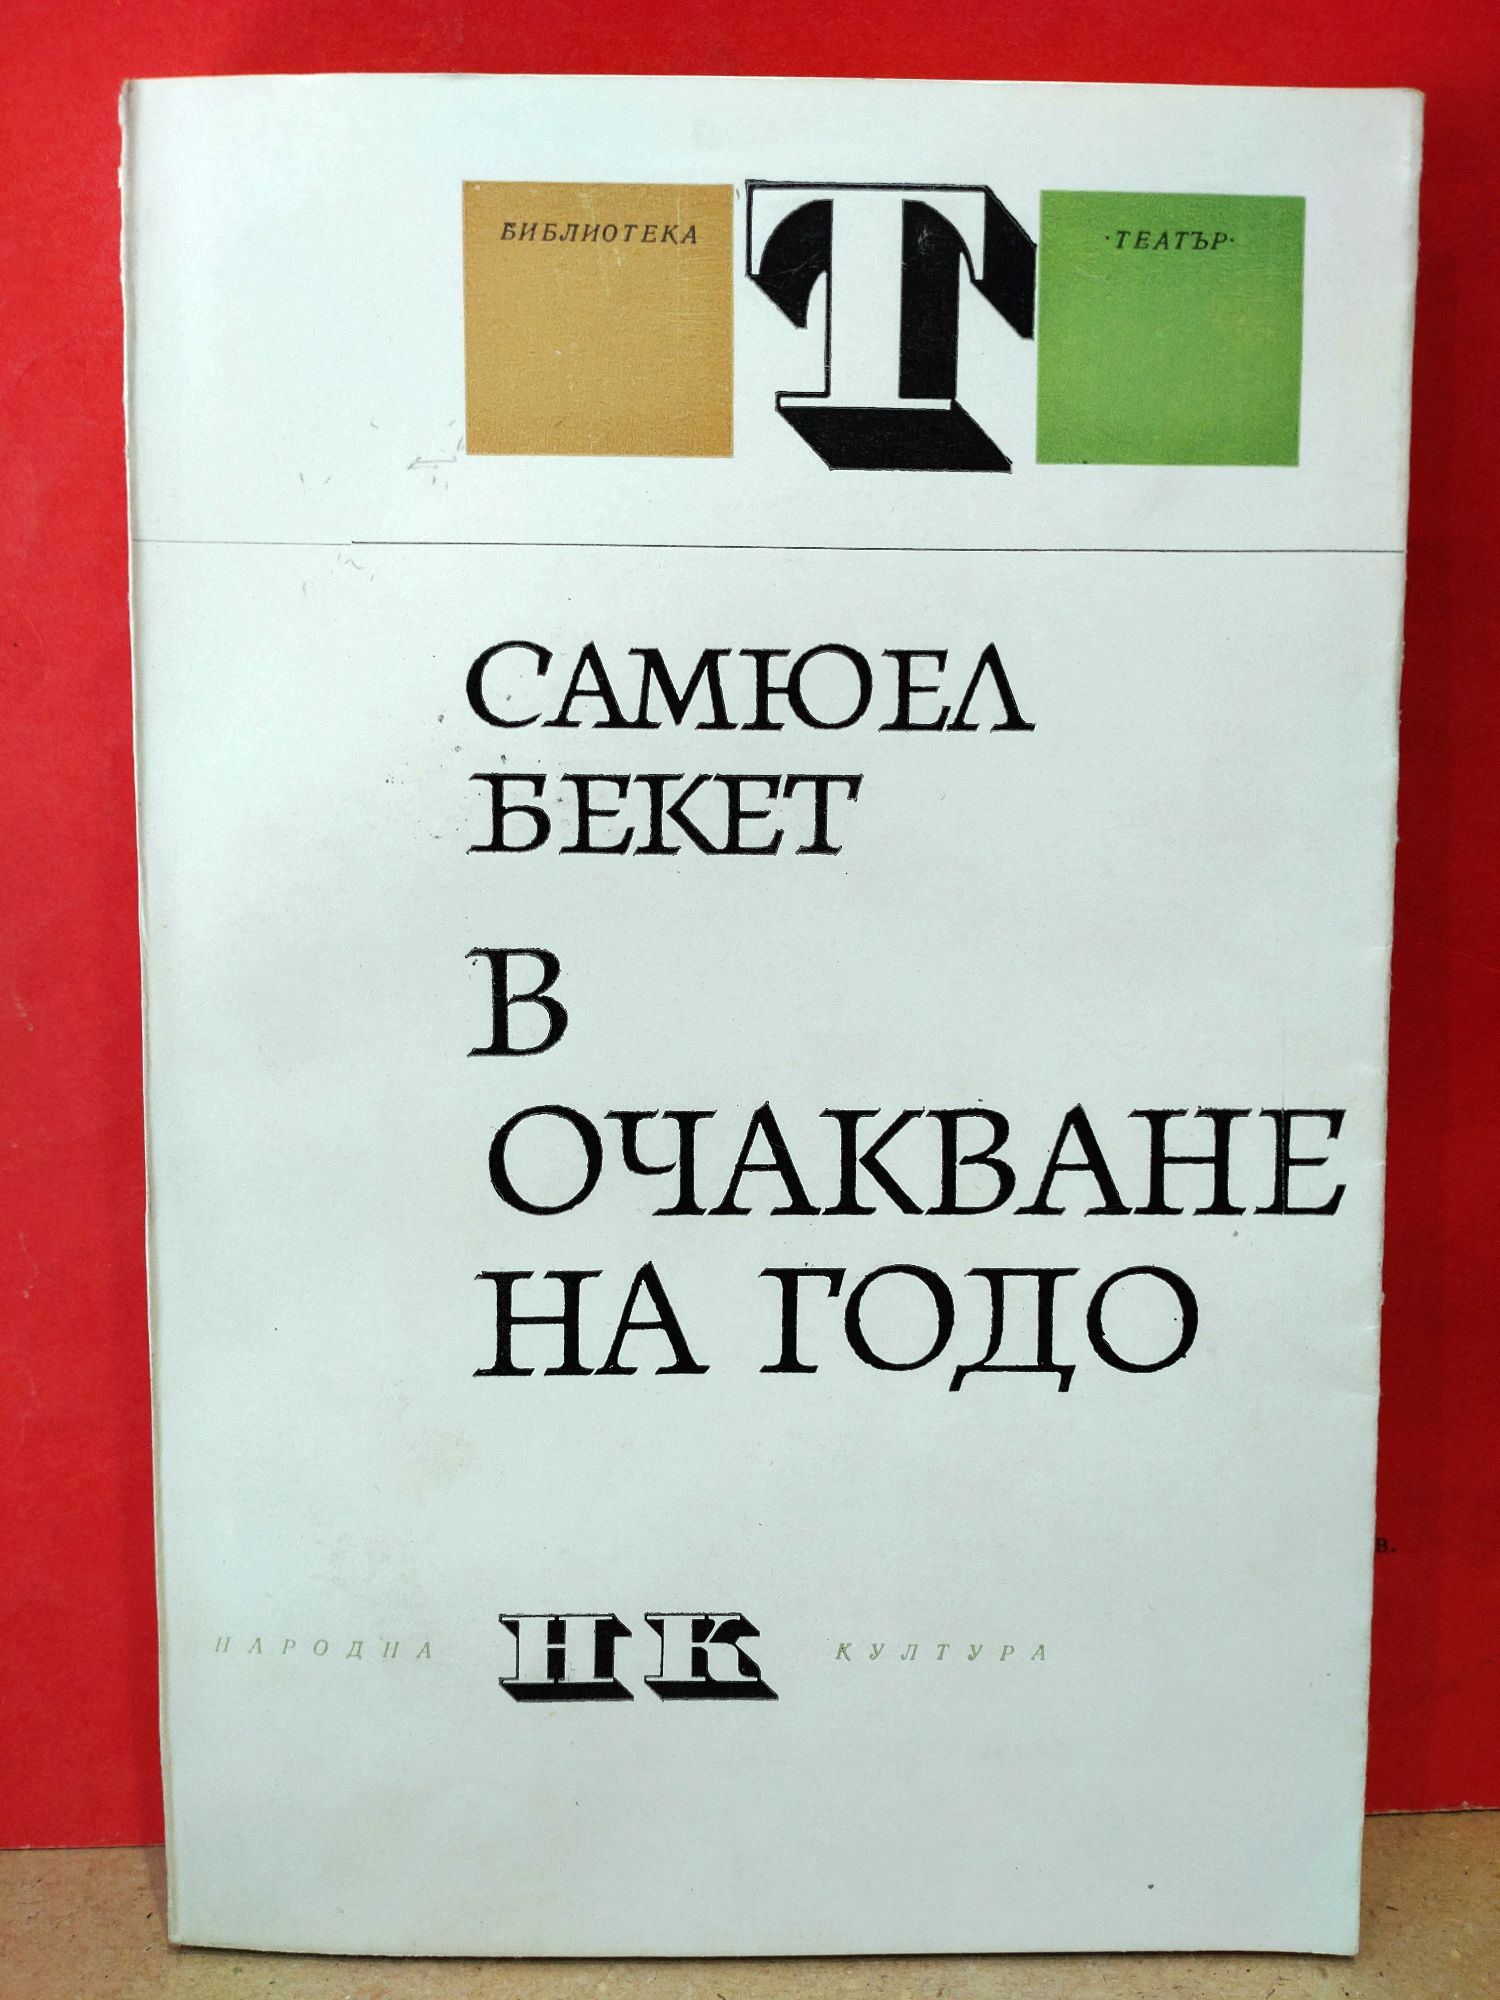 БИБЛИОТЕКА Т ·ТЕАТЪР·
САМЮЕЛ
БЕКЕТ
В
ОЧАКВАНЕ
НА ГОДО
в.
НАРОДНА НК КУЛТУРА